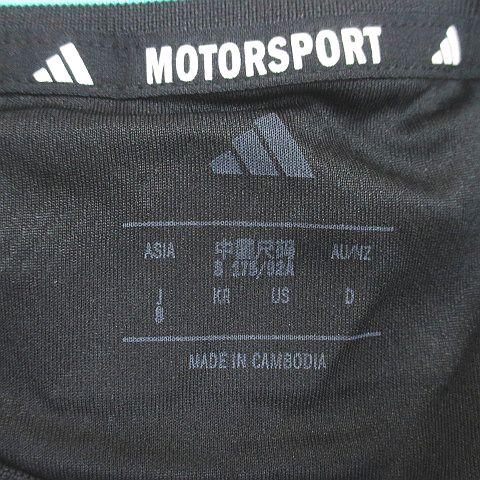 MOTORSPORT
ASIA 中国尺码 AU/NZ
S 175/92A
J KR US D
MADE IN CAMBODIA